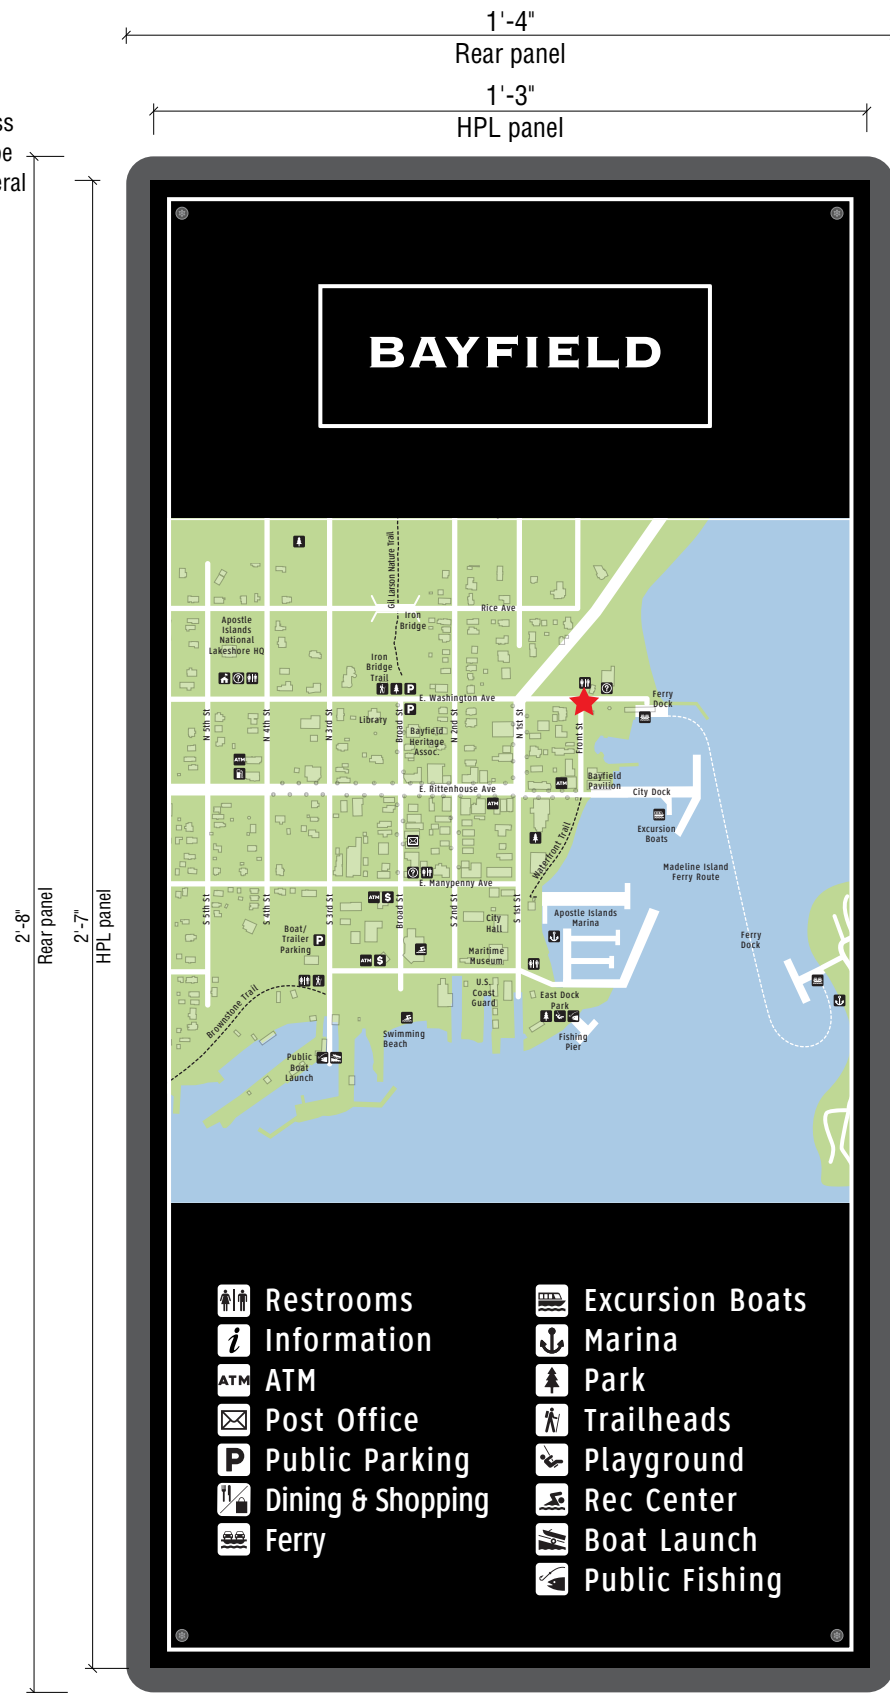 1'-4"
Rear panel
1'-3"
HPL panel
2'-8"
Rear panel
2'-7"
HPL panel
BAYFIELD
Gil Larson Nature Trail
Rice Ave
Iron
Bridge
Apostle
Islands
National
Lakeshore HQ
Iron
Bridge
Trail
P
E. Washington Ave
Ferry
Dock
P
Library
N 5th St
N 4th St
N 3rd St
Broad St
N 2nd St
N 1st St
Front St
Bayfield
Heritage
Assoc.
ATM
ATM
Bayfield
Pavilion
E. Rittenhouse Ave
City Dock
ATM
Excursion
Boats
Waterfront Trail
Madeline Island
Ferry Route
E. Manypenny Ave
ATM $
S 5th St
S 4th St
S 3rd St
Broad St
S 2nd St
S 1st St
City
Hall
Apostle Islands
Marina
Boat/
Trailer
Parking
P
Ferry
Dock
ATM $
Maritime
Museum
U.S.
Coast
Guard
East Dock
Park
Brownstone Trail
Swimming
Beach
Fishing
Pier
Public
Boat
Launch
Restrooms
i Information
ATM ATM
Post Office
P Public Parking
Dining & Shopping
Ferry
Excursion Boats
Marina
Park
Trailheads
Playground
Rec Center
Boat Launch
Public Fishing